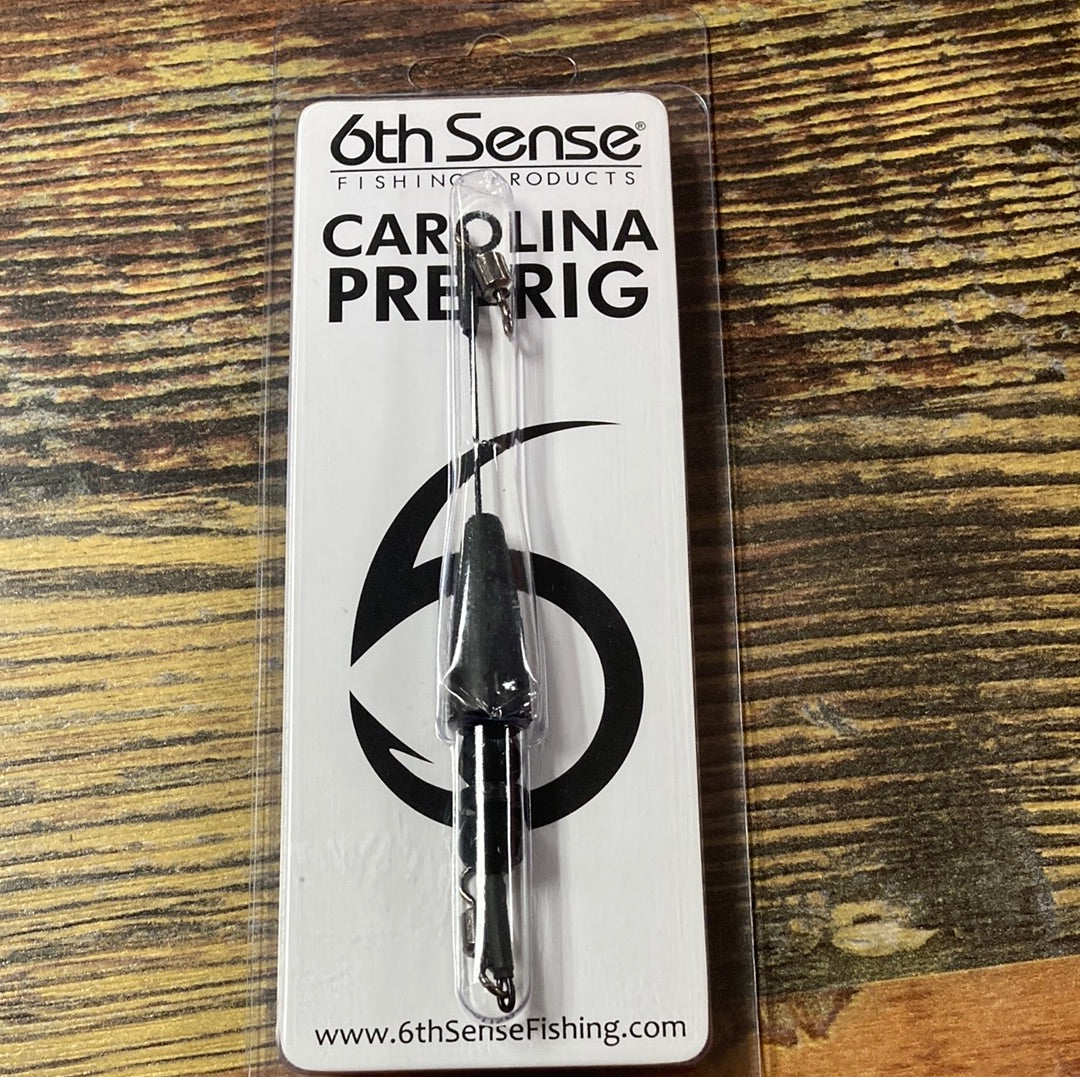 6th Sense®
FISHING PRODUCTS
CAROLINA
PRE-RIG
www.6thSenseFishing.com